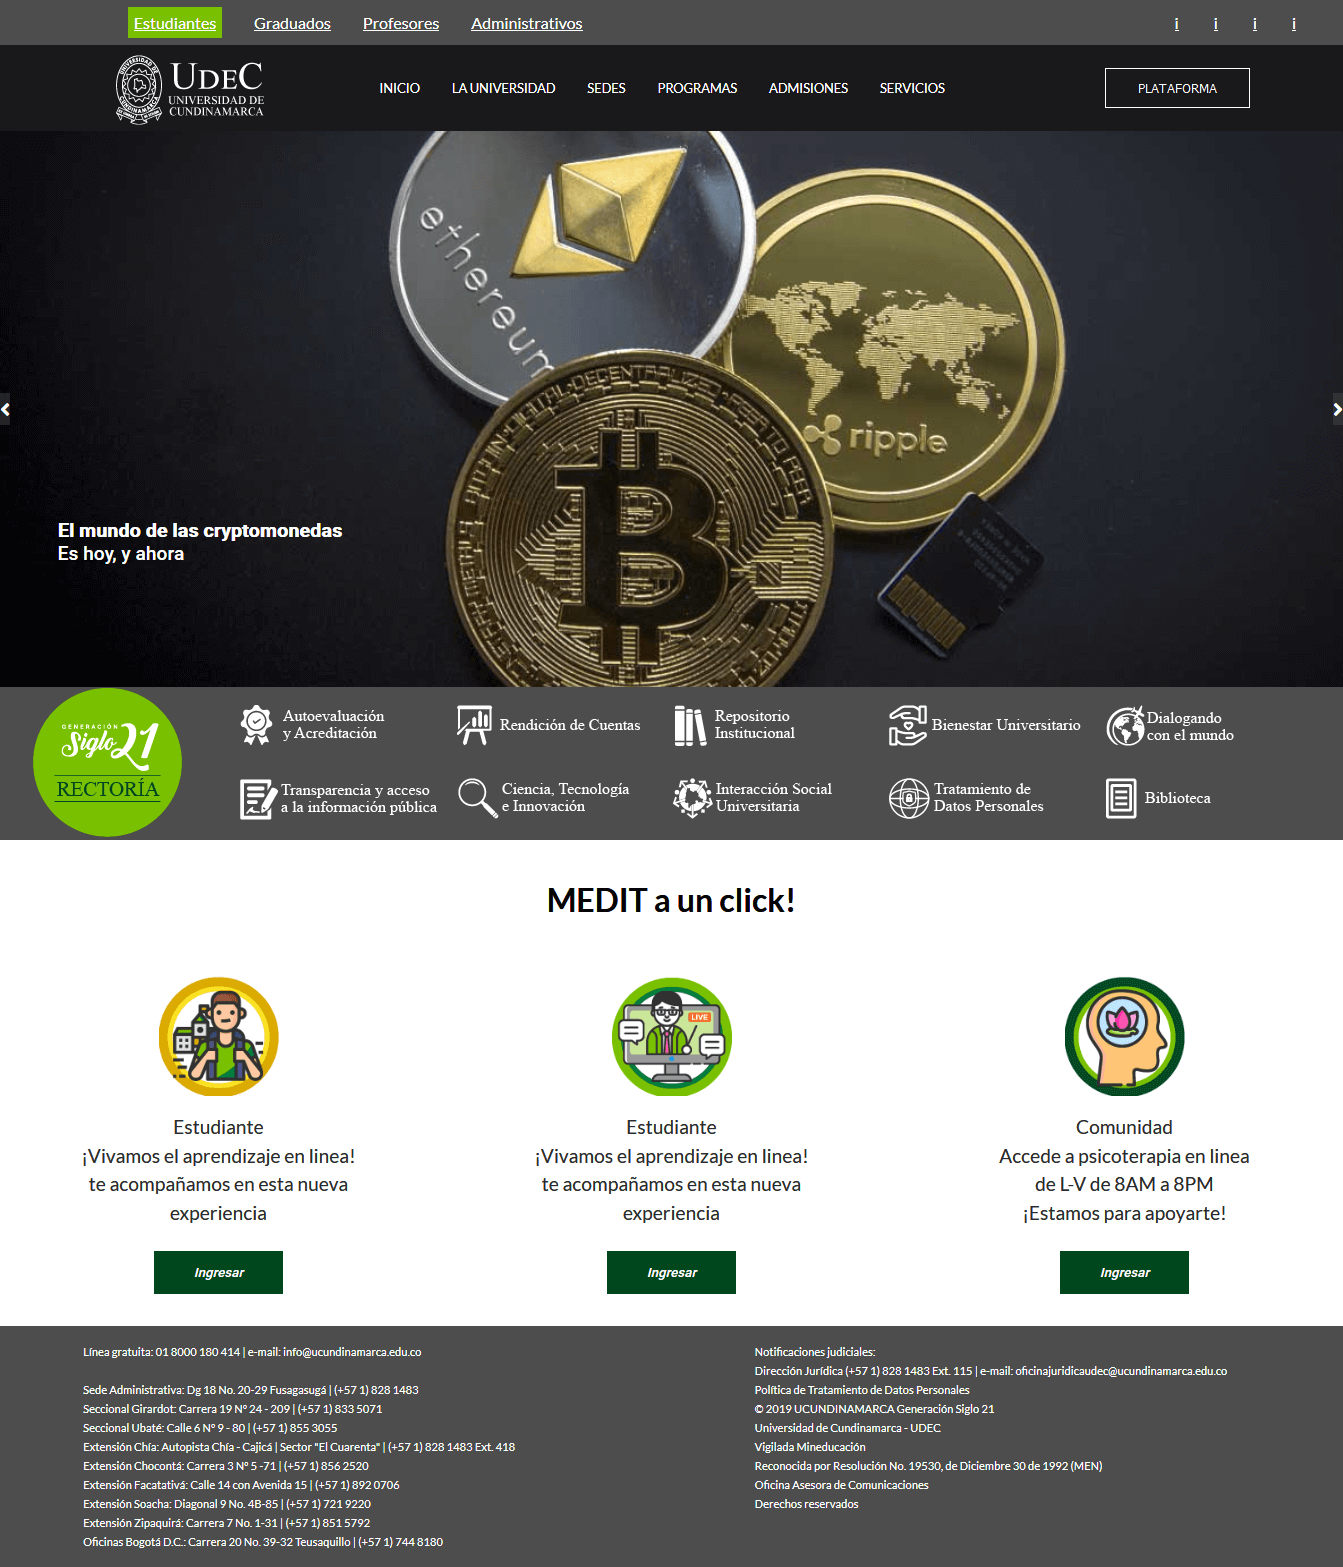 Estudiantes Graduados Profesores Administrativos i i i i
UDEC
UNIVERSIDAD DE
CUNDINAMARCA
INICIO LA UNIVERSIDAD SEDES PROGRAMAS ADMISIONES SERVICIOS PLATAFORMA
ethereum
ripple
El mundo de las cryptomonedas
Es hoy, y ahora
GENERACIÓN
Siglo 21
RECTORÍA
Autoevaluación
y Acreditación
Rendición de Cuentas
Repositorio
Institucional
Bienestar Universitario
Dialogando
con el mundo
Transparencia y acceso
a la información pública
Ciencia, Tecnología
e Innovación
Interacción Social
Universitaria
Tratamiento de
Datos Personales
Biblioteca
MEDIT a un click!
Estudiante
¡Vivamos el aprendizaje en linea!
te acompañamos en esta nueva
experiencia
Ingresar
LIVE
Estudiante
¡Vivamos el aprendizaje en linea!
te acompañamos en esta nueva
experiencia
Ingresar
Comunidad
Accede a psicoterapia en linea
de L-V de 8AM a 8PM
¡Estamos para apoyarte!
Ingresar
Línea gratuita: 01 8000 180 414 | e-mail: info@ucundinamarca.edu.co
Sede Administrativa: Dg 18 No. 20-29 Fusagasugá | (+57 1) 828 1483
Seccional Girardot: Carrera 19 Nº 24 - 209 | (+57 1) 833 5071
Seccional Ubaté: Calle 6 Nº 9 - 80 | (+57 1) 855 3055
Extensión Chía: Autopista Chía - Cajicá | Sector "El Cuarenta" | (+57 1) 828 1483 Ext. 418
Extensión Chocontá: Carrera 3 Nº 5 -71 | (+57 1) 856 2520
Extensión Facatativá: Calle 14 con Avenida 15 | (+57 1) 892 0706
Extensión Soacha: Diagonal 9 No. 4B-85 | (+57 1) 721 9220
Extensión Zipaquirá: Carrera 7 No. 1-31 | (+57 1) 851 5792
Oficinas Bogotá D.C.: Carrera 20 No. 39-32 Teusaquillo | (+57 1) 744 8180
Notificaciones judiciales:
Dirección Jurídica (+57 1) 828 1483 Ext. 115 | e-mail: oficinajuridicaudec@ucundinamarca.edu.co
Política de Tratamiento de Datos Personales
© 2019 UCUNDINAMARCA Generación Siglo 21
Universidad de Cundinamarca - UDEC
Vigilada Mineducación
Reconocida por Resolución No. 19530, de Diciembre 30 de 1992 (MEN)
Oficina Asesora de Comunicaciones
Derechos reservados